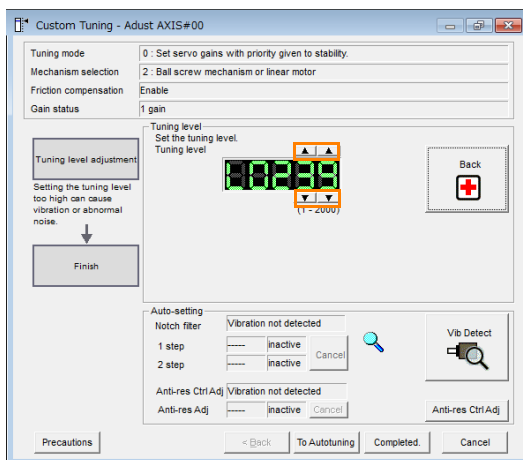 Custom Tuning - Adust AXIS#00
Tuning mode 0 : Set servo gains with priority given to stability.
Mechanism selection 2 : Ball screw mechanism or linear motor
Friction compensation Enable
Gain status 1 gain
Tuning level
Set the tuning level.
Tuning level
L0239
(1 - 2000)
Tuning level adjustment
Setting the tuning level
too high can cause
vibration or abnormal
noise.
Finish
Back
Auto-setting
Notch filter Vibration not detected
1 step ----- inactive
2 step ----- inactive
Cancel
Anti-res Ctrl Adj Vibration not detected
Anti-res Adj ----- inactive Cancel
Vib Detect
Anti-res Ctrl Adj
Precautions
< Back
To Autotuning
Completed.
Cancel